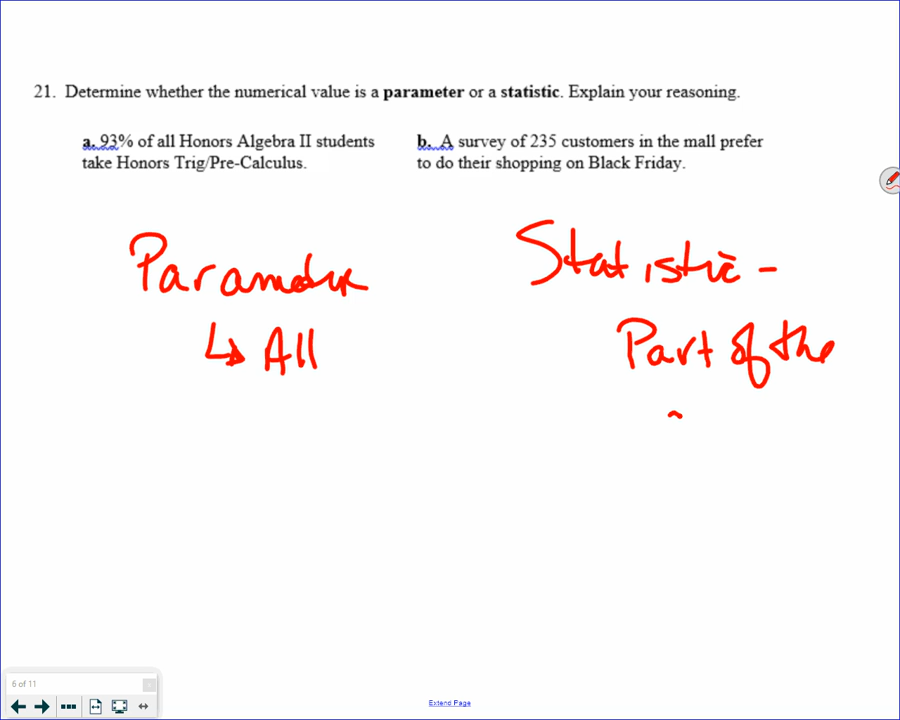 21. Determine whether the numerical value is a parameter or a statistic. Explain your reasoning.
a. 93% of all Honors Algebra II students
take Honors Trig/Pre-Calculus.
b. A survey of 235 customers in the mall prefer
to do their shopping on Black Friday.
Parameter
↳ All
Statistic -
Part of the
6 of 11
Extend Page